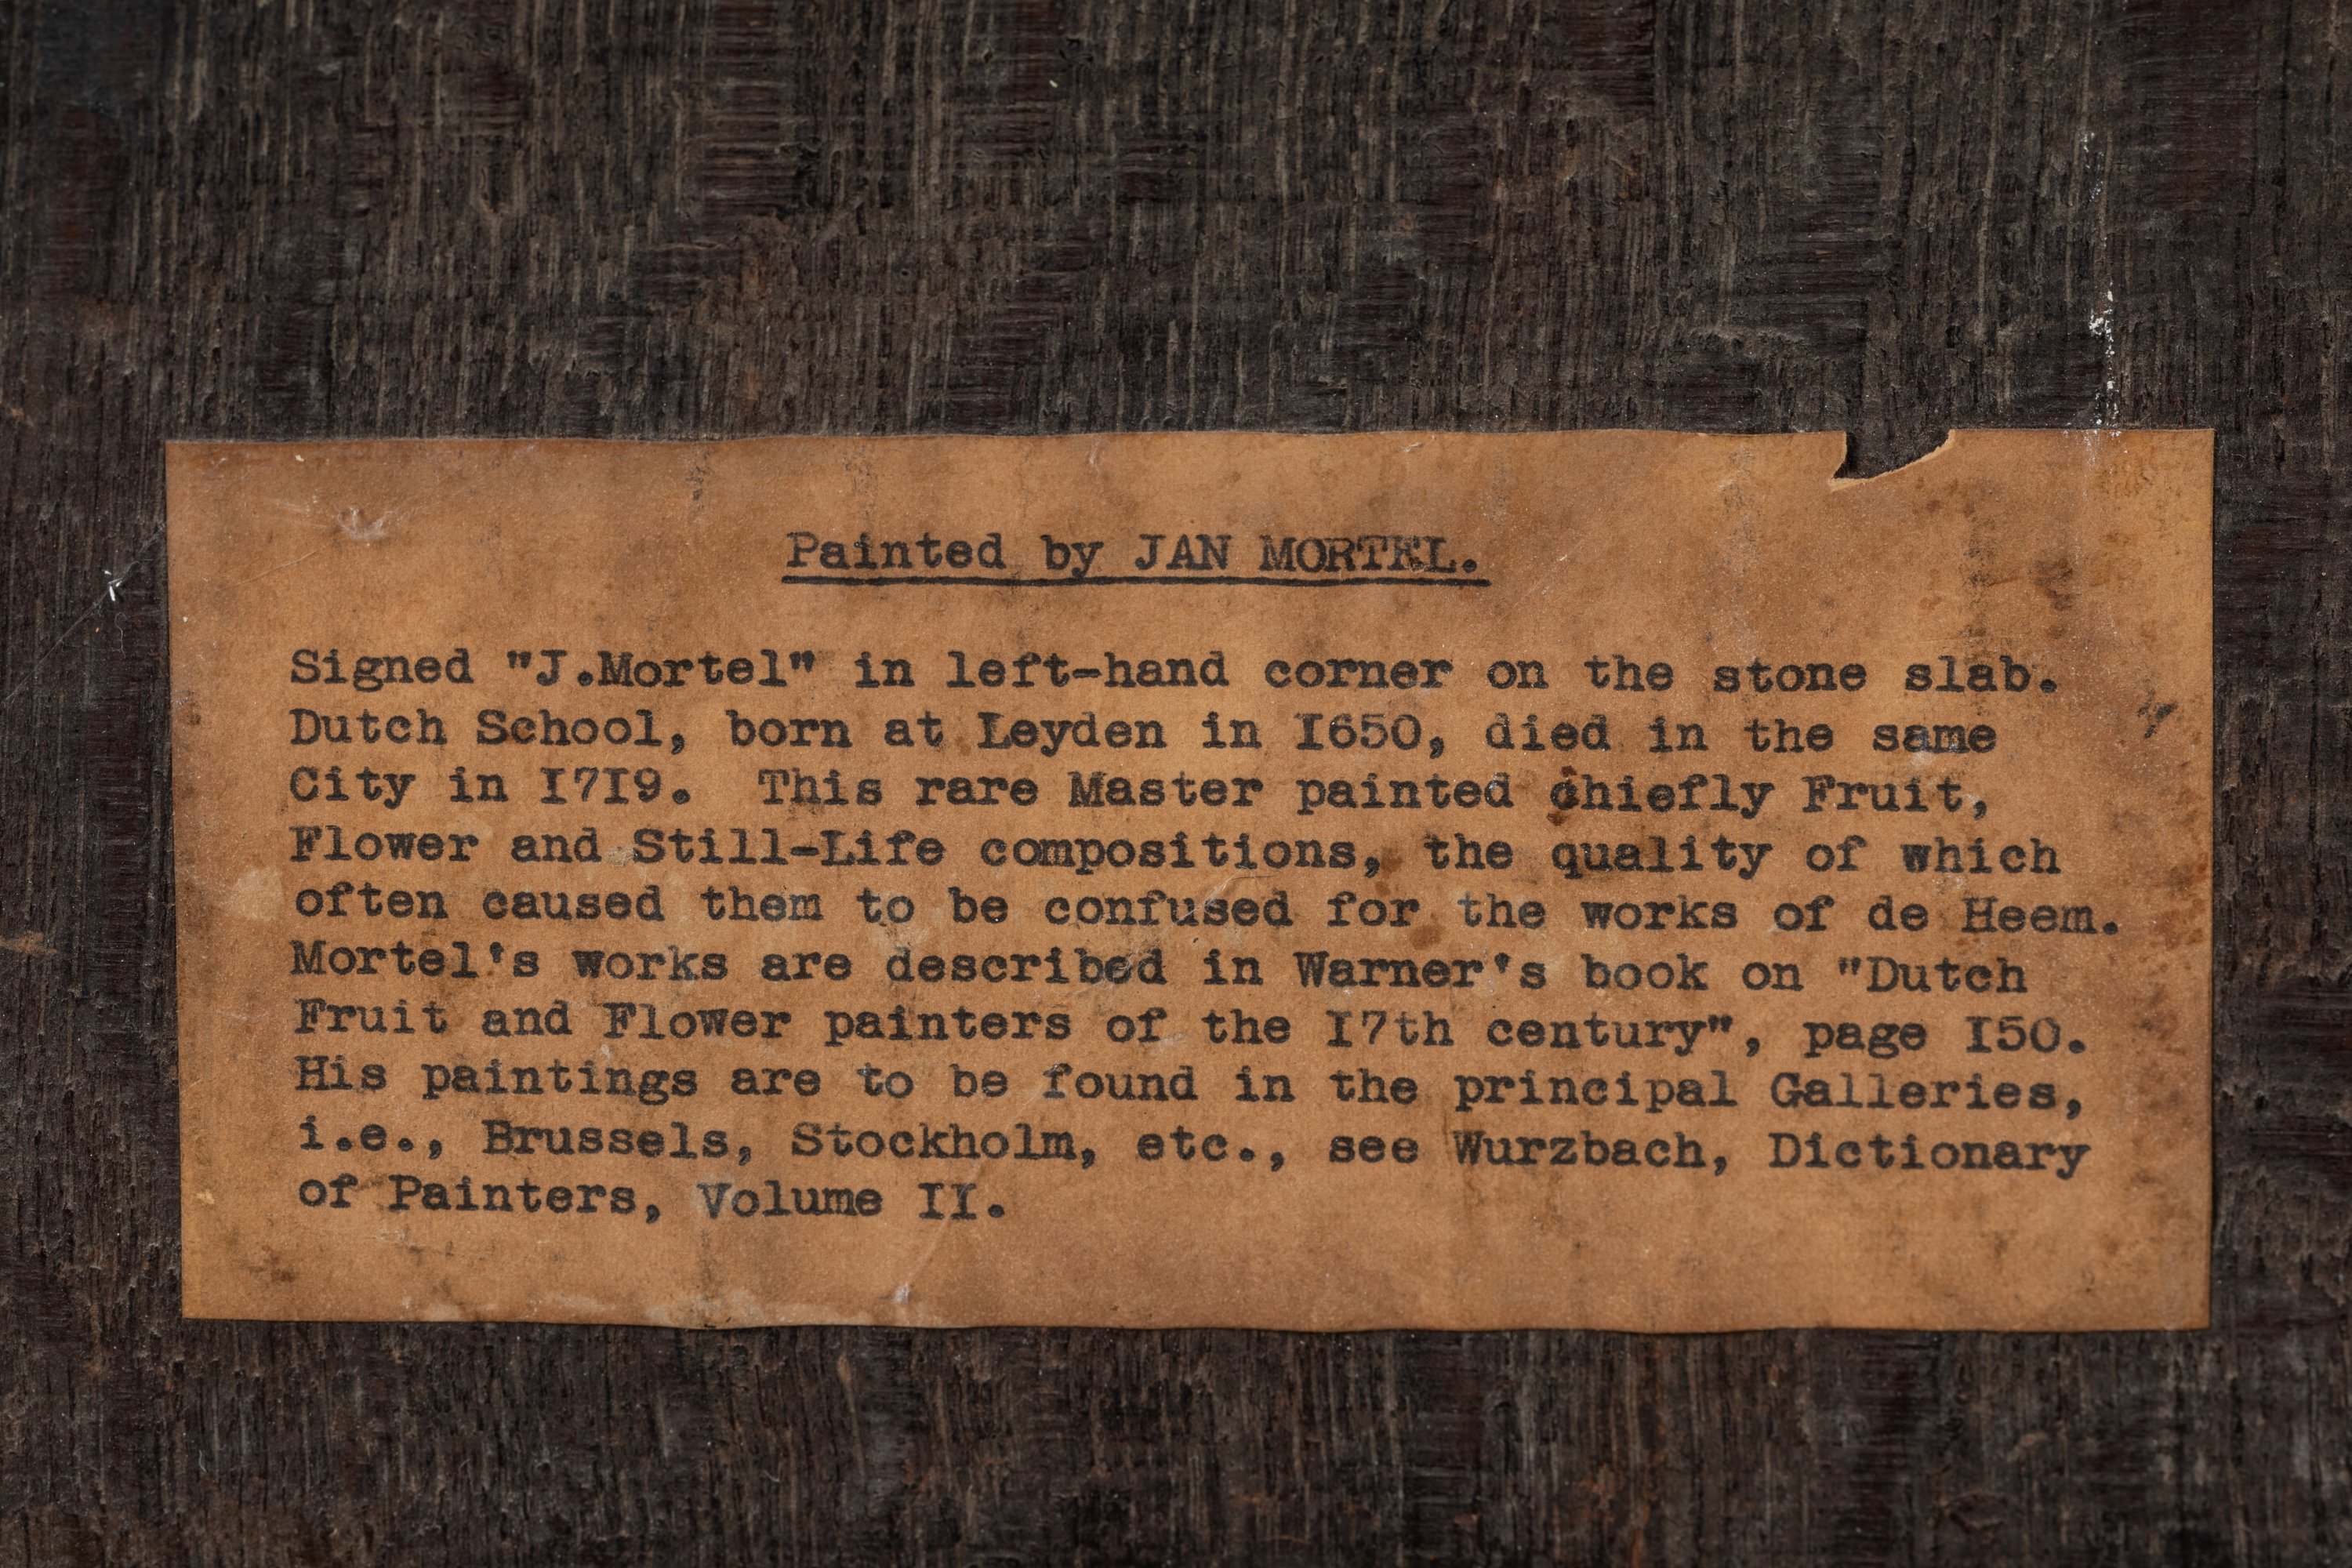 Painted by JAN MORTEL.
Signed "J.Mortel" in left-hand corner on the stone slab.
Dutch School, born at Leyden in I650, died in the same
City in I7I9.  This rare Master painted chiefly Fruit,
Flower and Still-Life compositions, the quality of which
often caused them to be confused for the works of de Heem.
Mortel's works are described in Warner's book on "Dutch
Fruit and Flower painters of the I7th century", page I50.
His paintings are to be found in the principal Galleries,
i.e., Brussels, Stockholm, etc., see Wurzbach, Dictionary
of Painters, Volume II.